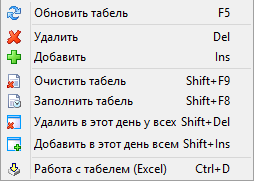 Обновить табель F5
Удалить Del
Добавить Ins
Очистить табель Shift+F9
Заполнить табель Shift+F8
Удалить в этот день у всех Shift+Del
Добавить в этот день всем Shift+Ins
Работа с табелем (Excel) Ctrl+D